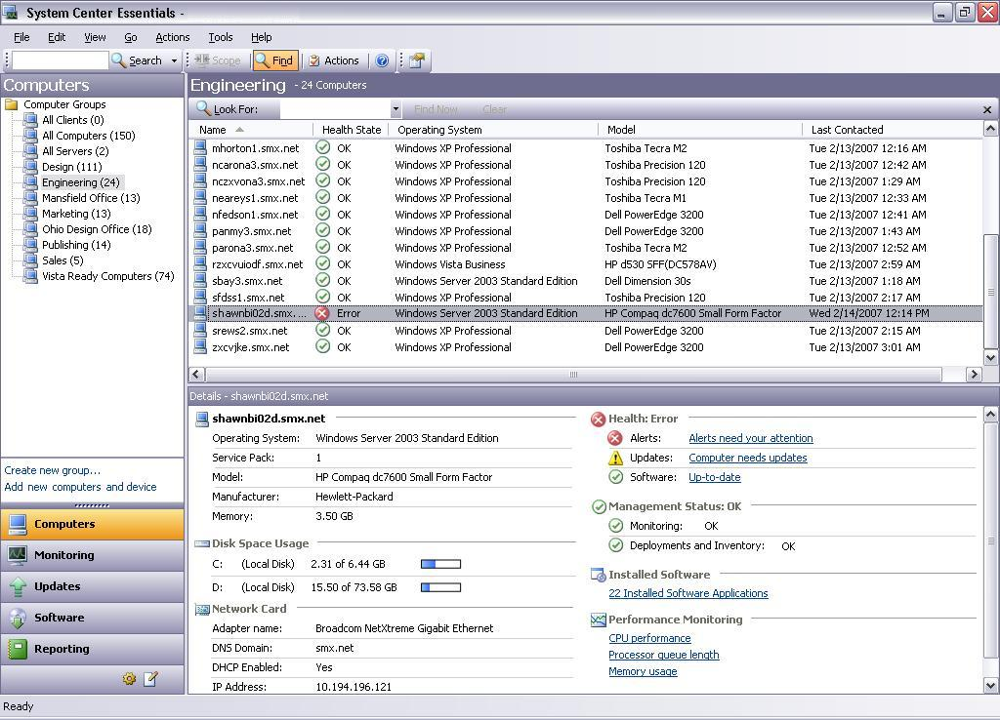 System Center Essentials -
File Edit View Go Actions Tools Help
Search Scope Find Actions
Computers
Computer Groups
All Clients (0)
All Computers (150)
All Servers (2)
Design (111)
Engineering (24)
Mansfield Office (13)
Marketing (13)
Ohio Design Office (18)
Publishing (14)
Sales (5)
Vista Ready Computers (74)
Create new group...
Add new computers and device
Computers
Monitoring
Updates
Software
Reporting
Engineering - 24 Computers
Look For: Find Now Clear
Name Health State Operating System Model Last Contacted
mhorton1.smx.net OK Windows XP Professional Toshiba Tecra M2 Tue 2/13/2007 12:16 AM
ncarona3.smx.net OK Windows XP Professional Toshiba Precision 120 Tue 2/13/2007 12:42 AM
nczxvona3.smx.net OK Windows XP Professional Toshiba Precision 120 Tue 2/13/2007 1:29 AM
neareys1.smx.net OK Windows XP Professional Toshiba Tecra M1 Tue 2/13/2007 12:33 AM
nfedson1.smx.net OK Windows XP Professional Dell PowerEdge 3200 Tue 2/13/2007 12:41 AM
panmy3.smx.net OK Windows XP Professional Dell PowerEdge 3200 Tue 2/13/2007 1:43 AM
parona3.smx.net OK Windows XP Professional Toshiba Tecra M2 Tue 2/13/2007 12:52 AM
rzxcvuiodf.smx.net OK Windows Vista Business HP d530 SFF(DC578AV) Tue 2/13/2007 2:59 AM
sbay3.smx.net OK Windows Server 2003 Standard Edition Dell Dimension 30s Tue 2/13/2007 1:18 AM
sfdss1.smx.net OK Windows XP Professional Toshiba Precision 120 Tue 2/13/2007 2:17 AM
shawnbi02d.smx.... Error Windows Server 2003 Standard Edition HP Compaq dc7600 Small Form Factor Wed 2/14/2007 12:14 PM
srews2.smx.net OK Windows XP Professional Dell PowerEdge 3200 Tue 2/13/2007 2:15 AM
zxcvjke.smx.net OK Windows XP Professional Dell PowerEdge 3200 Tue 2/13/2007 3:01 AM
Details - shawnbi02d.smx.net
shawnbi02d.smx.net
Operating System: Windows Server 2003 Standard Edition
Service Pack: 1
Model: HP Compaq dc7600 Small Form Factor
Manufacturer: Hewlett-Packard
Memory: 3.50 GB
Disk Space Usage
C: (Local Disk) 2.31 of 6.44 GB
D: (Local Disk) 15.50 of 73.58 GB
Network Card
Adapter name: Broadcom NetXtreme Gigabit Ethernet
DNS Domain: smx.net
DHCP Enabled: Yes
IP Address: 10.194.196.121
Health: Error
Alerts: Alerts need your attention
Updates: Computer needs updates
Software: Up-to-date
Management Status: OK
Monitoring: OK
Deployments and Inventory: OK
Installed Software
22 Installed Software Applications
Performance Monitoring
CPU performance
Processor queue length
Memory usage
Ready